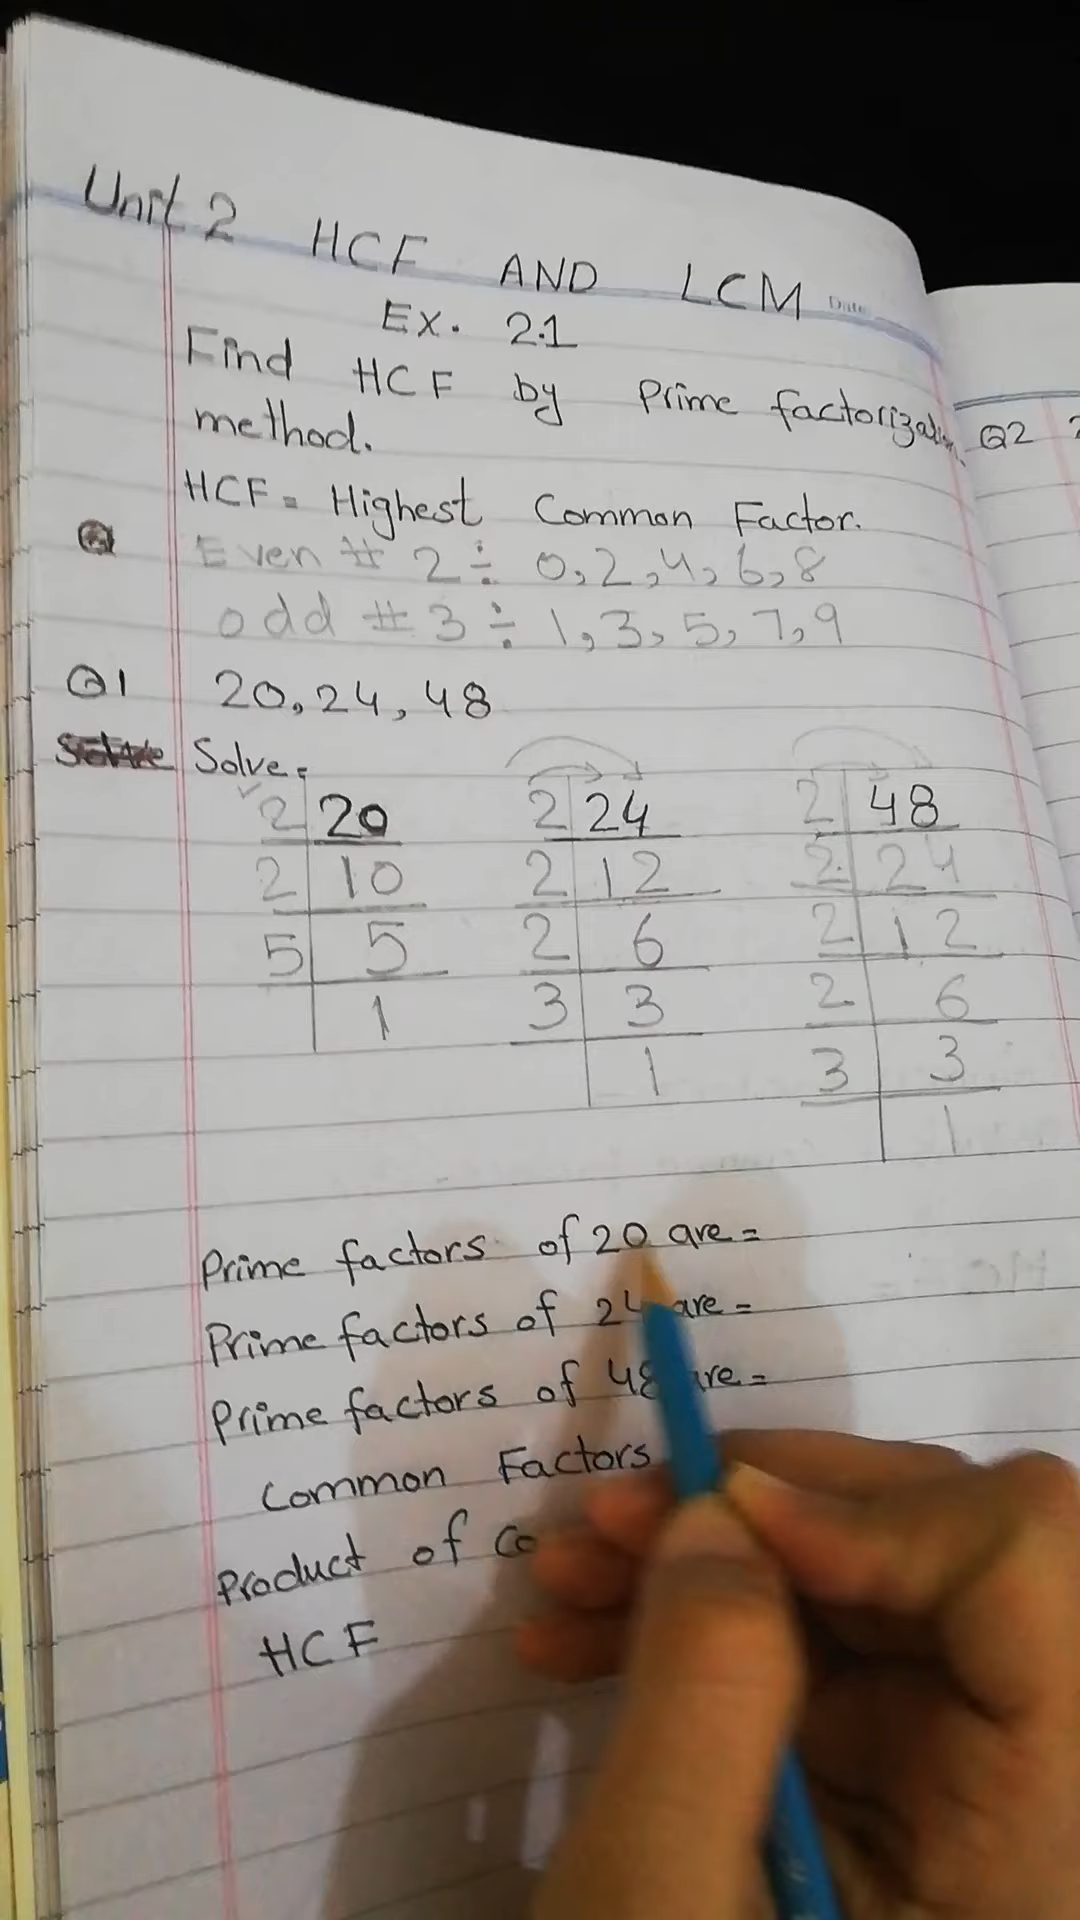 Unit 2 HCF AND LCM
Date
Ex. 2.1
Find HCF by Prime factorization
method.
HCF = Highest Common Factor.
Q
Even # 2 ÷ 0,2,4,6,8
odd # 3 ÷ 1,3,5,7,9
Q1 20,24,48
Solve=
2 20 2 24 2 48
2 10 2 12 2 24
5 5 2 6 2 12
1 3 3 2 6
1 3 3
1
Prime factors of 20 are =
Prime factors of 24 are =
Prime factors of 48 are =
Common Factors
Product of Co
HCF
Q2